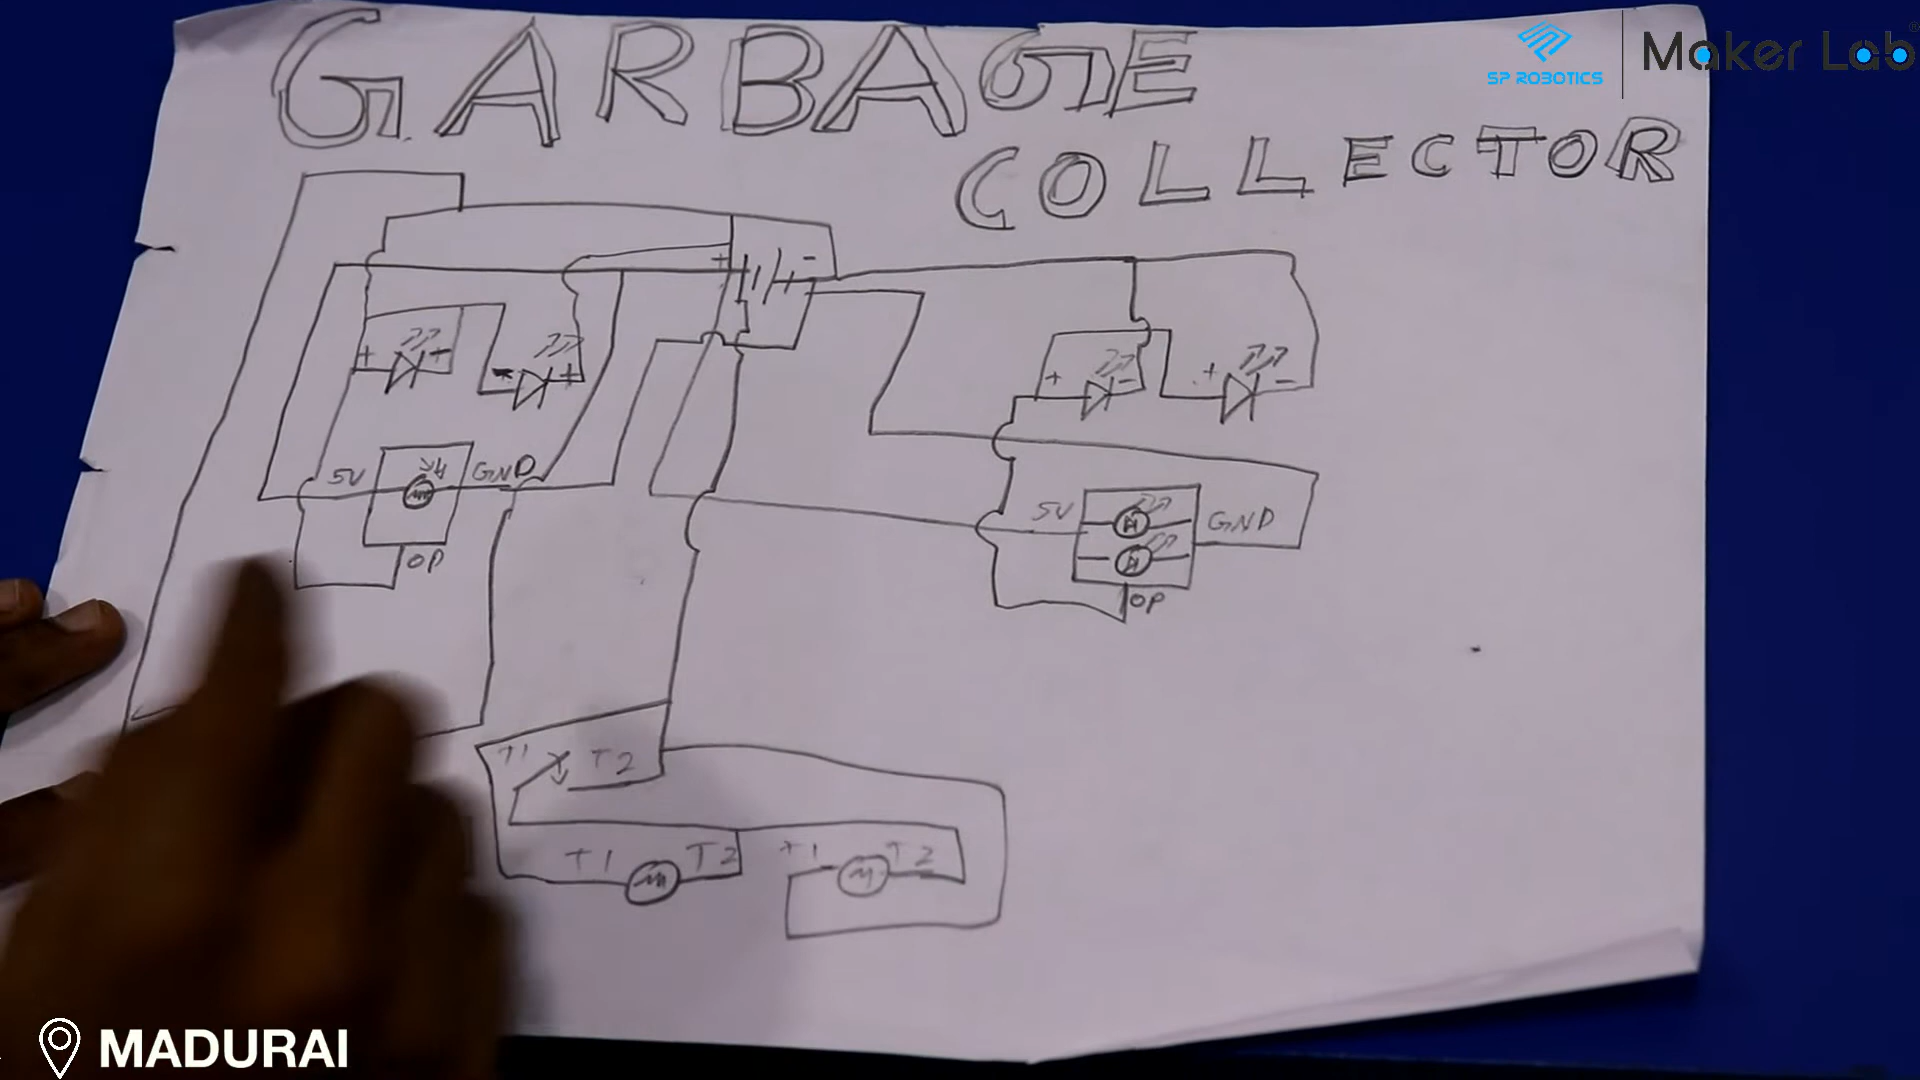 GARBAGE
COLLECTOR
SP ROBOTICS
Maker Lab
+ -
+ -
+
+ -
+ -
5V GND
OP
5V GND
OP
T1 T2
T1 T2
T1 T2
MADURAI